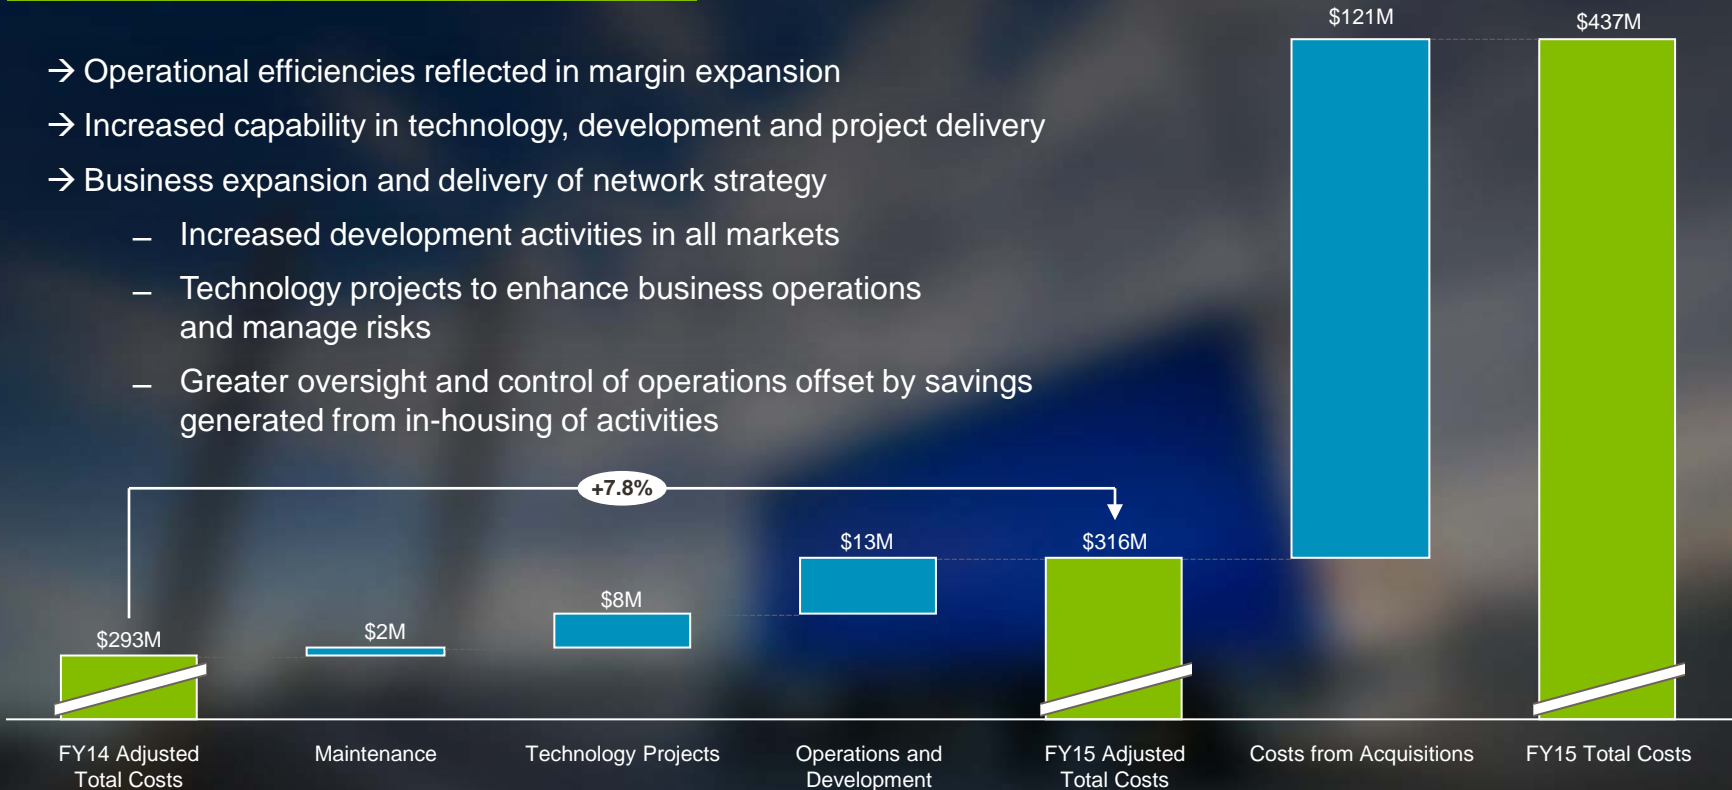 → Operational efficiencies reflected in margin expansion
→ Increased capability in technology, development and project delivery
→ Business expansion and delivery of network strategy
– Increased development activities in all markets
– Technology projects to enhance business operations
and manage risks
– Greater oversight and control of operations offset by savings
generated from in-housing of activities
+7.8%
$293M
$2M
$8M
$13M
$316M
$121M
$437M
FY14 Adjusted
Total Costs
Maintenance
Technology Projects
Operations and
Development
FY15 Adjusted
Total Costs
Costs from Acquisitions
FY15 Total Costs